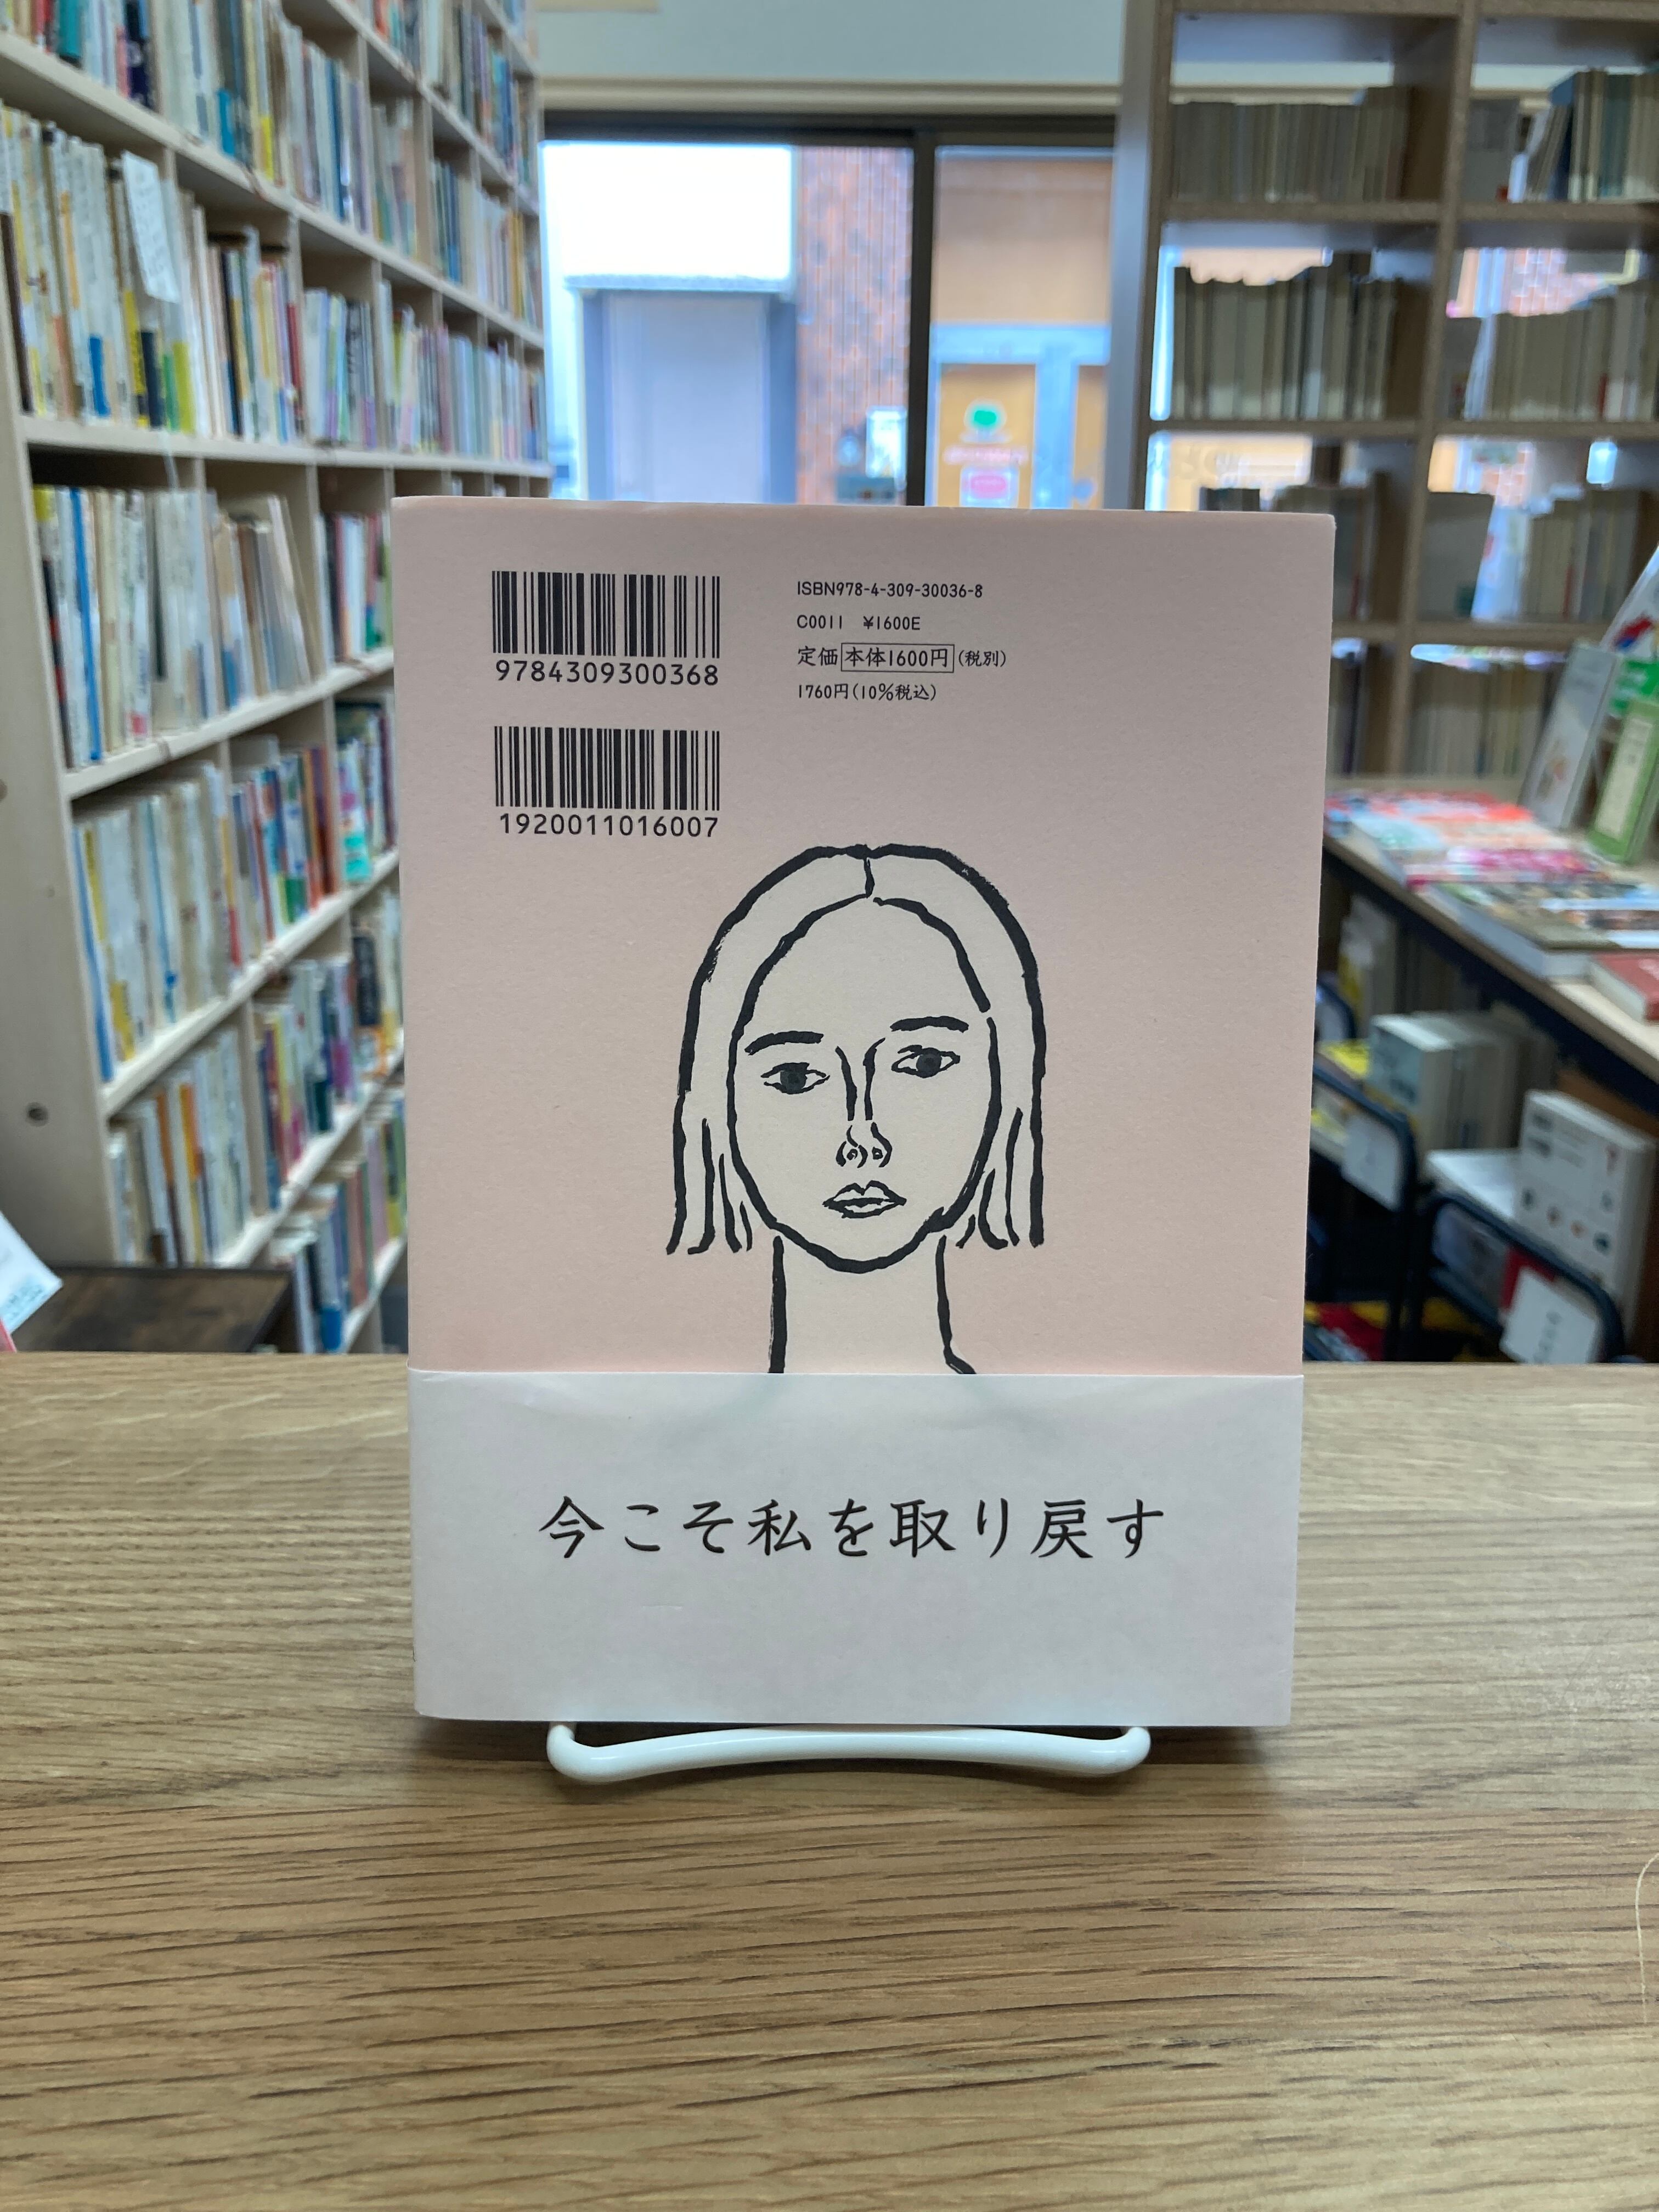 9784309300368
1920011016007
ISBN978-4-309-30036-8
C0011 ¥1600E
定価 本体1600円 (税別)
1760円(10%税込)
今こそ私を取り戻す